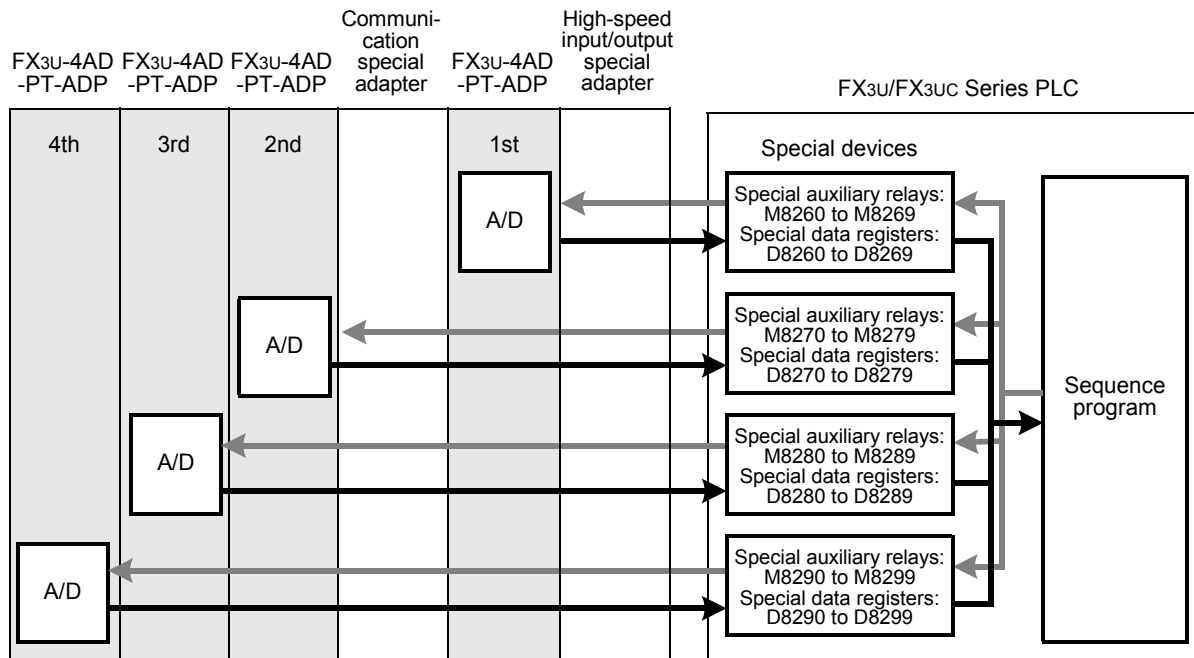 FX3U-4AD
-PT-ADP
FX3U-4AD
-PT-ADP
FX3U-4AD
-PT-ADP
Communi-
cation
special
adapter
FX3U-4AD
-PT-ADP
High-speed
input/output
special
adapter
FX3U/FX3UC Series PLC
4th
3rd
2nd
1st
Special devices
A/D
Special auxiliary relays:
M8260 to M8269
Special data registers:
D8260 to D8269
A/D
Special auxiliary relays:
M8270 to M8279
Special data registers:
D8270 to D8279
Sequence
program
A/D
Special auxiliary relays:
M8280 to M8289
Special data registers:
D8280 to D8289
A/D
Special auxiliary relays:
M8290 to M8299
Special data registers:
D8290 to D8299